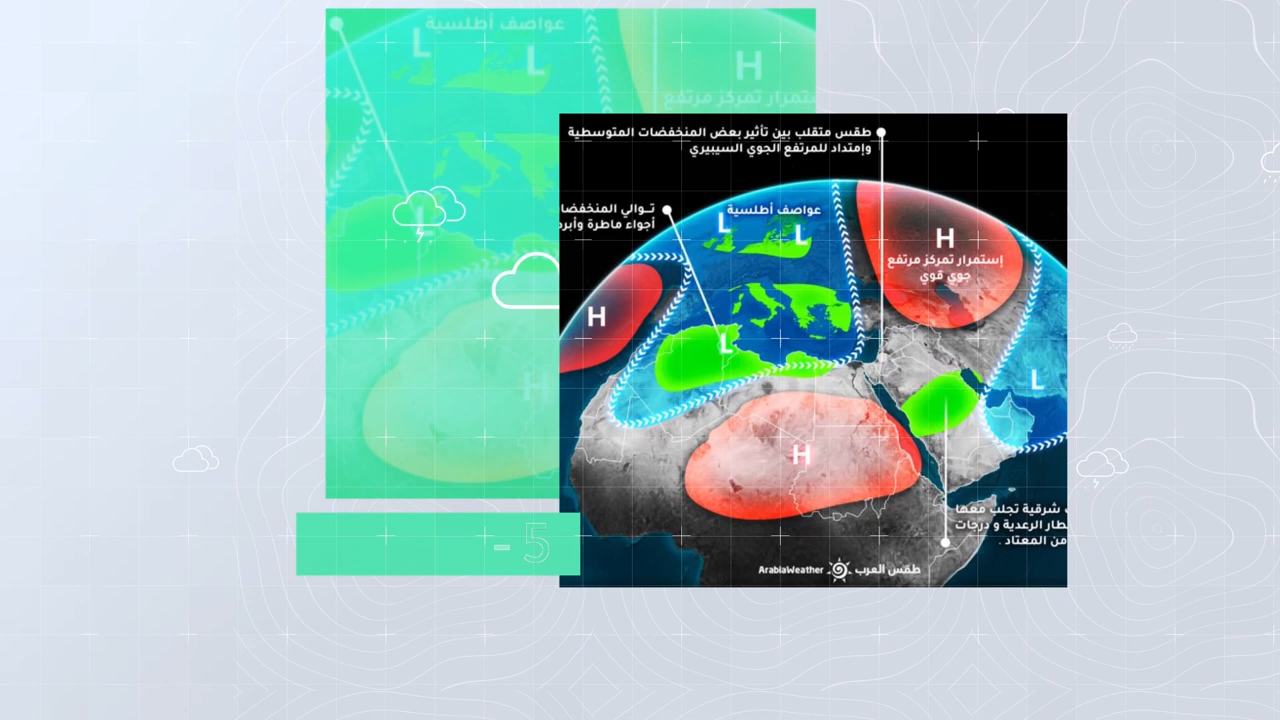 عواصف أطلسية
L
L
H
إستمرار تمركز مرتفع
طقس متقلب بين تأثير بعض المنخفضات المتوسطية
وإمتداد للمرتفع الجوي السيبيري
تـوالي المنخفضا
أجواء ماطرة وأبرد
عواصف أطلسية
L
L
H
إستمرار تمركز مرتفع
جوي قوي
H
L
L
H
L
H
شرقية تجلب معها
طار الرعدية و درجات
من المعتاد .
- 5
ArabiaWeather طقس العرب